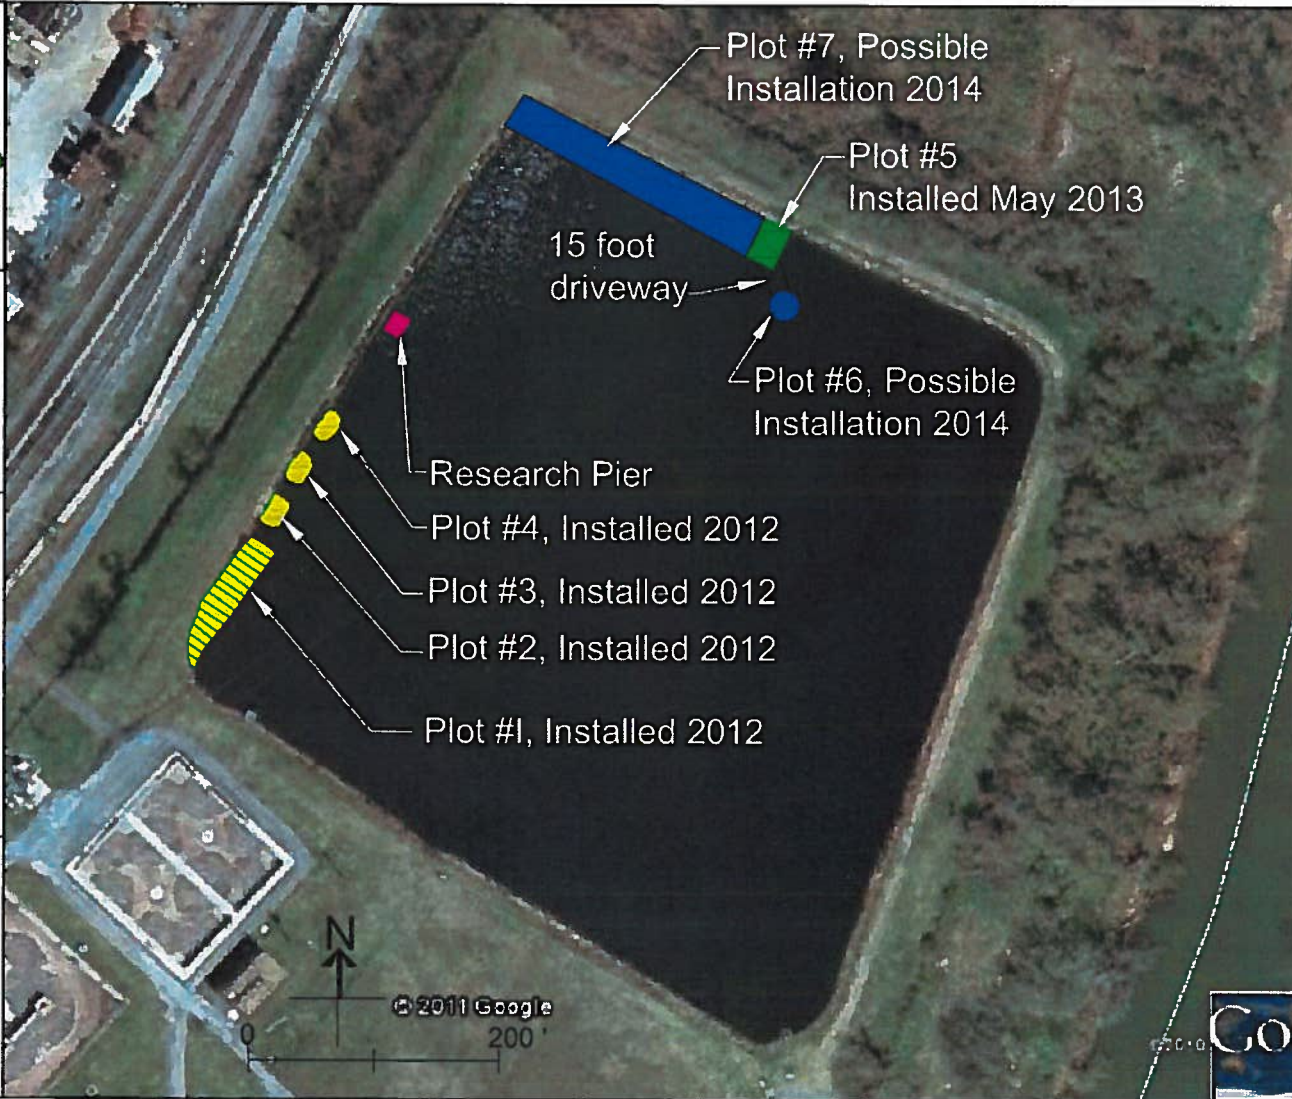 Plot #7, Possible
Installation 2014
Plot #5
Installed May 2013
15 foot
driveway
Plot #6, Possible
Installation 2014
Research Pier
Plot #4, Installed 2012
Plot #3, Installed 2012
Plot #2, Installed 2012
Plot #I, Installed 2012
N
© 2011 Google
0
200 '
Go